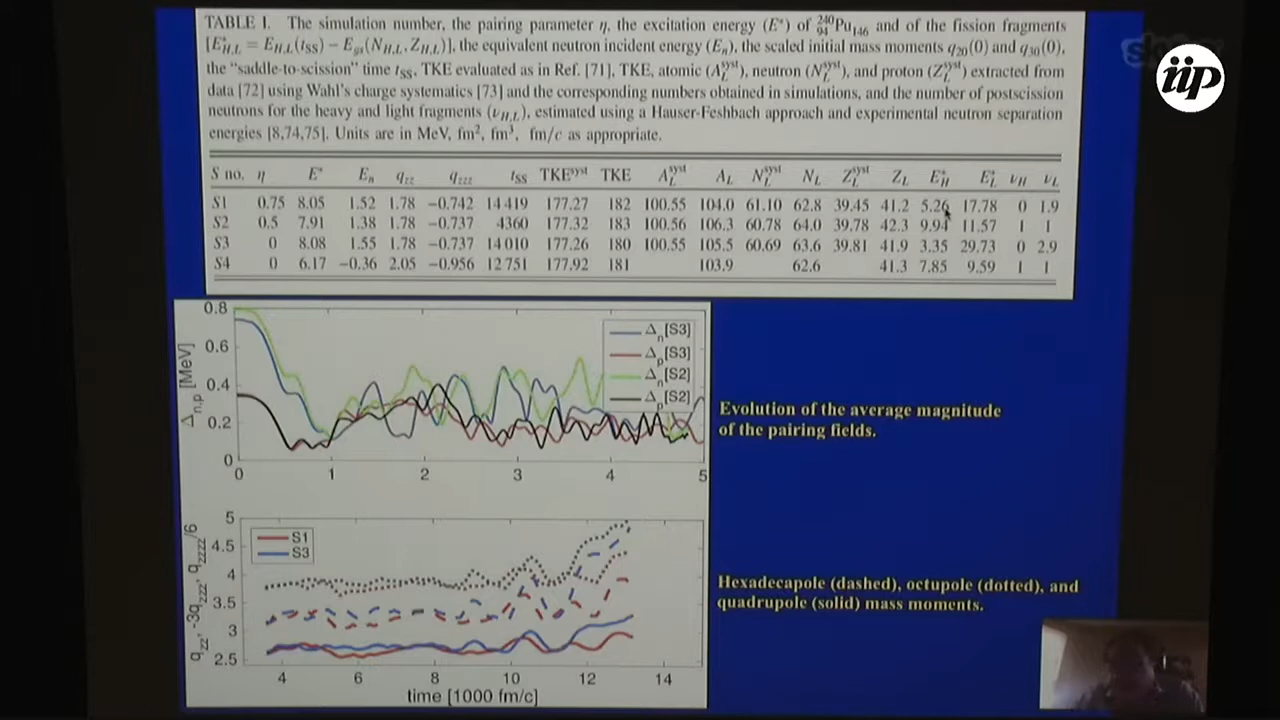 TABLE I. The simulation number, the pairing parameter η, the excitation energy (E*) of ²⁴⁰₉₄Pu₁₄₆ and of the fission fragments
[E*H,L = EH,L(tSS) − Egs(NH,L, ZH,L)], the equivalent neutron incident energy (En), the scaled initial mass moments q20(0) and q30(0),
the “saddle-to-scission” time tSS, TKE evaluated as in Ref. [71], TKE, atomic (A_L^syst), neutron (N_L^syst), and proton (Z_L^syst) extracted from
data [72] using Wahl’s charge systematics [73] and the corresponding numbers obtained in simulations, and the number of postscission
neutrons for the heavy and light fragments (νH,L), estimated using a Hauser-Feshbach approach and experimental neutron separation
energies [8,74,75]. Units are in MeV, fm², fm³, fm/c as appropriate.
S no. η E* En qzz qzzz tSS TKE^syst TKE A_L^syst A_L N_L^syst N_L Z_L^syst Z_L E*_H E*_L ν_H ν_L
S1 0.75 8.05 1.52 1.78 −0.742 14 419 177.27 182 100.55 104.0 61.10 62.8 39.45 41.2 5.26 17.78 0 1.9
S2 0.5 7.91 1.38 1.78 −0.737 4360 177.32 183 100.56 106.3 60.78 64.0 39.78 42.3 9.94 11.57 1 1
S3 0 8.08 1.55 1.78 −0.737 14 010 177.26 180 100.55 105.5 60.69 63.6 39.81 41.9 3.35 29.73 0 2.9
S4 0 6.17 −0.36 2.05 −0.956 12 751 177.92 181 103.9 62.6 41.3 7.85 9.59 1 1
iip
Δn,p [MeV]
0.8
0.6
0.4
0.2
0
0 1 2 3 4 5
Δn[S3]
Δp[S3]
Δn[S2]
Δp[S2]
Evolution of the average magnitude
of the pairing fields.
qzz, -3qzzz, qzzzz/6
5
4.5
4
3.5
3
2.5
S1
S3
4 6 8 10 12 14
time [1000 fm/c]
Hexadecapole (dashed), octupole (dotted), and
quadrupole (solid) mass moments.